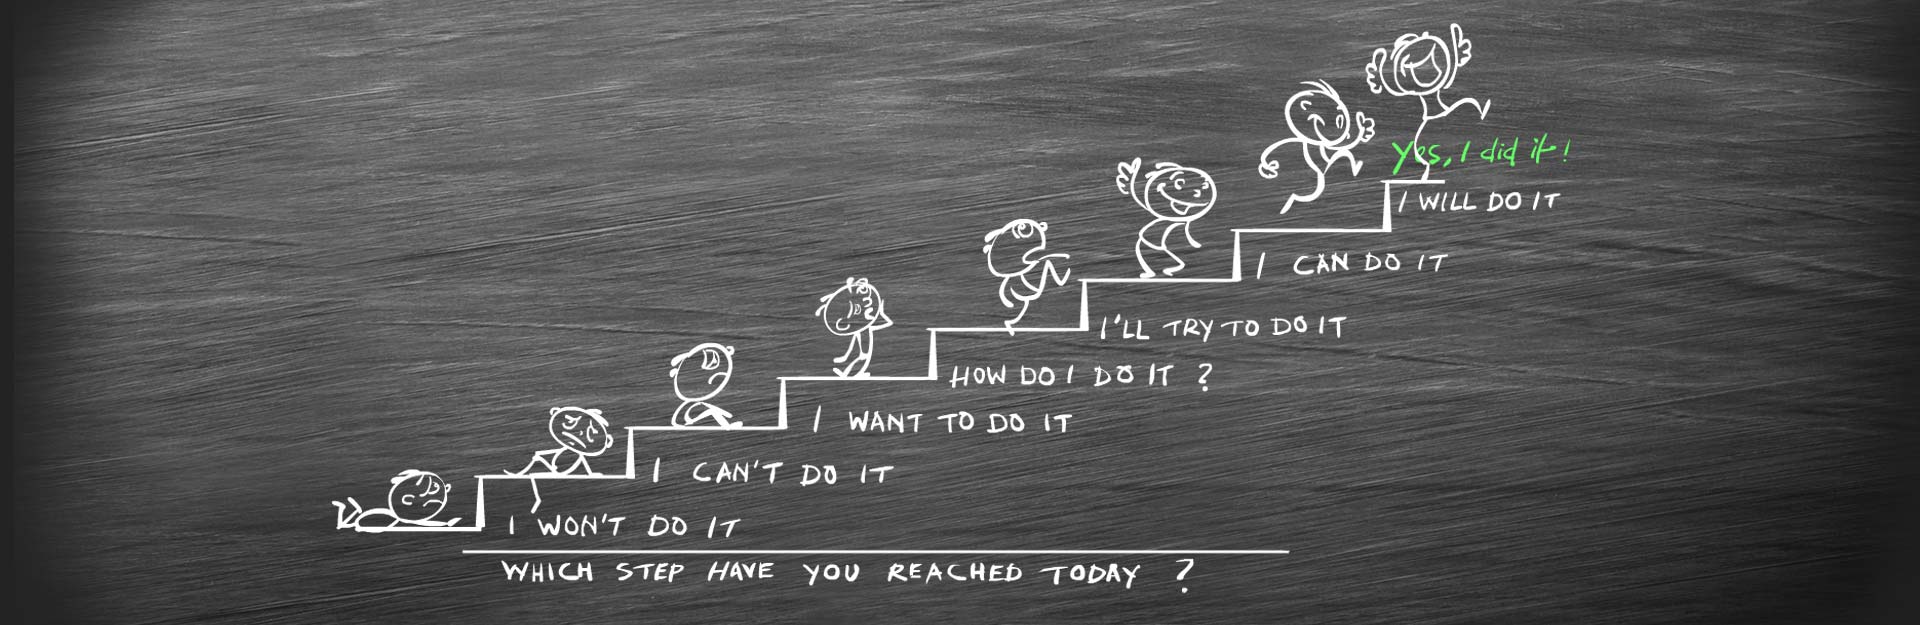 Yes, I did it!
I WILL DO IT
I CAN DO IT
I'LL TRY TO DO IT
HOW DO I DO IT ?
I WANT TO DO IT
I CAN'T DO IT
I WON'T DO IT
WHICH STEP HAVE YOU REACHED TODAY ?